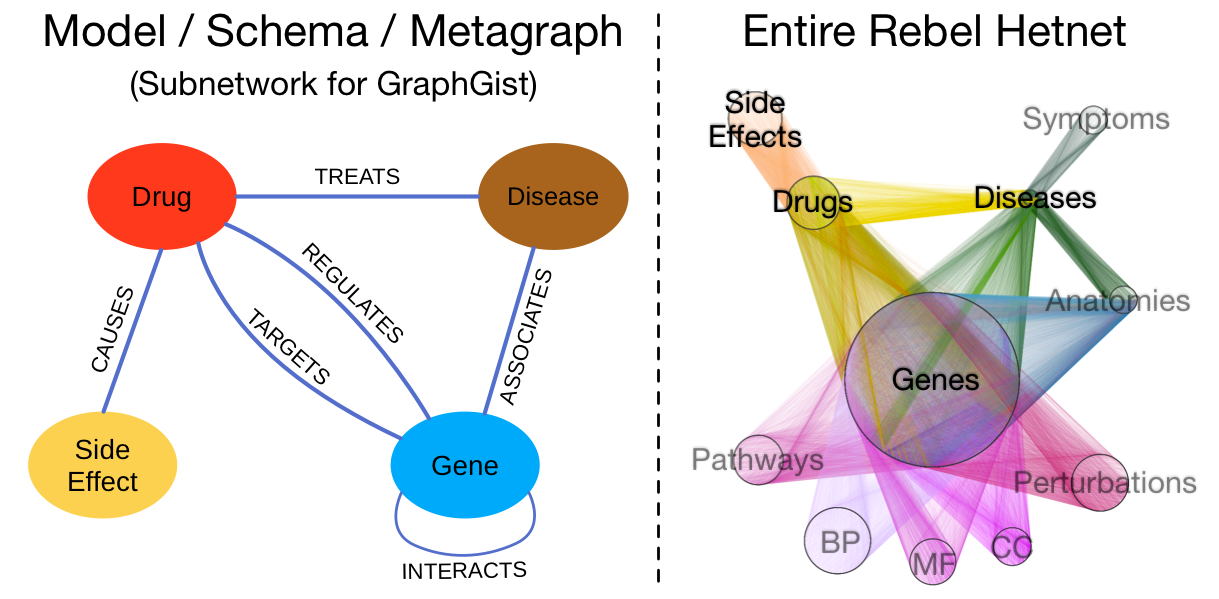 Model / Schema / Metagraph
(Subnetwork for GraphGist)
Drug
TREATS
Disease
CAUSES
TARGETS
REGULATES
ASSOCIATES
Side
Effect
Gene
INTERACTS
Entire Rebel Hetnet
Side
Effects
Symptoms
Drugs
Diseases
Anatomies
Genes
Pathways
Perturbations
BP
MF
CC